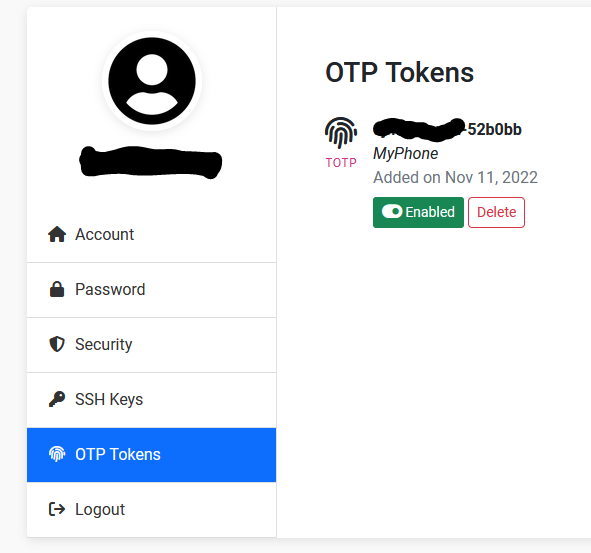 Account
Password
Security
SSH Keys
OTP Tokens
Logout
OTP Tokens
-52b0bb
TOTP
MyPhone
Added on Nov 11, 2022
Enabled
Delete